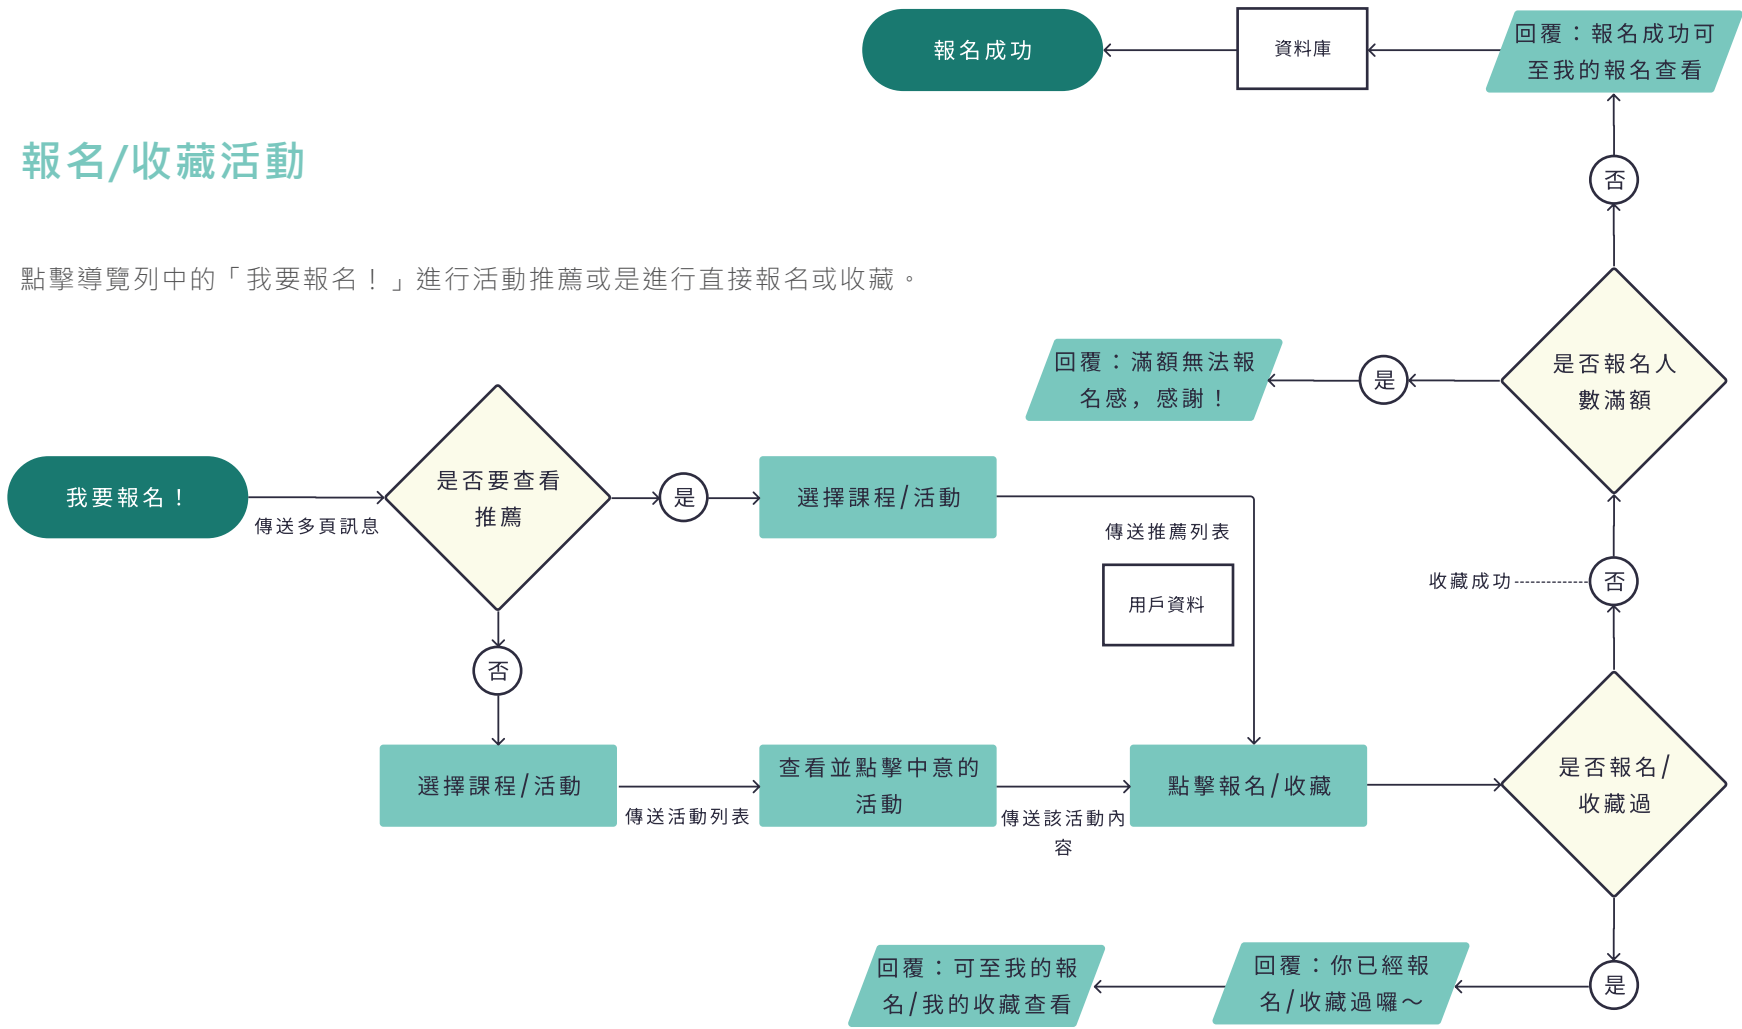 報名成功
資料庫
回覆：報名成功可
至我的報名查看
報名/收藏活動
否
點擊導覽列中的「我要報名！」進行活動推薦或是進行直接報名或收藏。
回覆：滿額無法報
名感，感謝！
是
是否報名人
數滿額
我要報名！
傳送多頁訊息
是否要查看
推薦
是
選擇課程/活動
傳送推薦列表
用戶資料
收藏成功
否
否
選擇課程/活動
傳送活動列表
查看並點擊中意的
活動
傳送該活動內
容
點擊報名/收藏
是否報名/
收藏過
回覆：可至我的報
名/我的收藏查看
回覆：你已經報
名/收藏過囉～
是